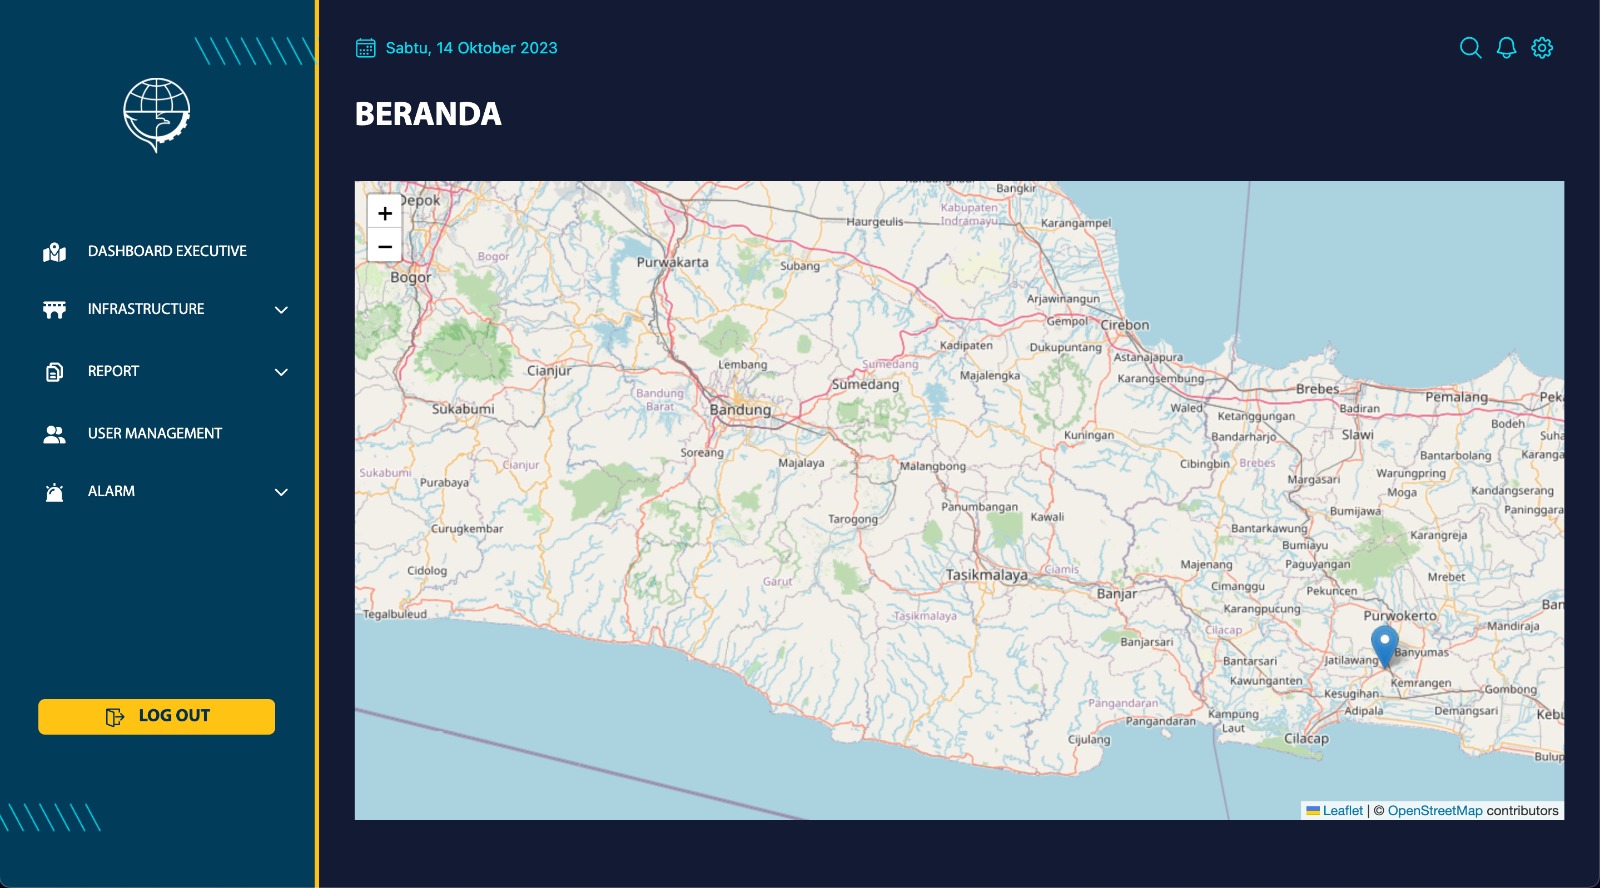 Sabtu, 14 Oktober 2023
BERANDA
DASHBOARD EXECUTIVE
INFRASTRUCTURE
REPORT
USER MANAGEMENT
ALARM
LOG OUT
+
−
Depok
Bangkir
Kabupaten
Indramayu
Haurgeulis
Karangampel
Bogor
Purwakarta
Subang
Bogor
Arjawinangun
Gempol
Cirebon
Kadipaten
Dukupuntang
Astanajapura
Lembang
Sumedang
Cianjur
Sumedang
Majalengka
Karangsembung
Brebes
Pemalang
Bandung
Barat
Sukabumi
Bandung
Waled
Ketanggungan
Badiran
Bodeh
Kuningan
Bandarharjo
Slawi
Soreang
Majalaya
Malangbong
Cibingbin
Brebes
Bantarbolang
Sukabumi
Cianjur
Purabaya
Margasari
Warungpring
Moga
Kandangserang
Panumbangan
Kawali
Bumijawa
Paninggara
Tarogong
Curugkembar
Bantarkawung
Karangreja
Bumiayu
Cidolog
Garut
Tasikmalaya
Ciamis
Majenang
Paguyangan
Mrebet
Cimanggu
Pekuncen
Banjar
Karangpucung
Tegalbuleud
Tasikmalaya
Purwokerto
Mandiraja
Cilacap
Banjarsari
Bantarsari
Jatilawang
Banyumas
Kawunganten
Kemrangen
Kesugihan
Gombong
Pangandaran
Pangandaran
Kampung
Laut
Adipala
Demangsari
Cijulang
Cilacap
Leaflet | © OpenStreetMap contributors